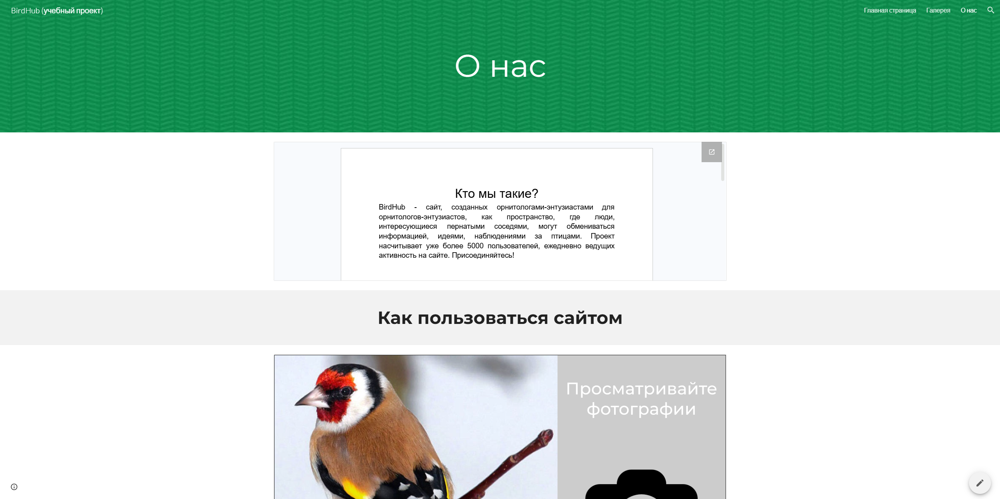 BirdHub (учебный проект)
Главная страница Галерея О нас
О нас
Кто мы такие?
BirdHub - сайт, созданных орнитологами-энтузиастами для
орнитологов-энтузиастов, как пространство, где люди,
интересующиеся пернатыми соседями, могут обмениваться
информацией, идеями, наблюдениями за птицами. Проект
насчитывает уже более 5000 пользователей, ежедневно ведущих
активность на сайте. Присоединяйтесь!
Как пользоваться сайтом
Просматривайте
фотографии